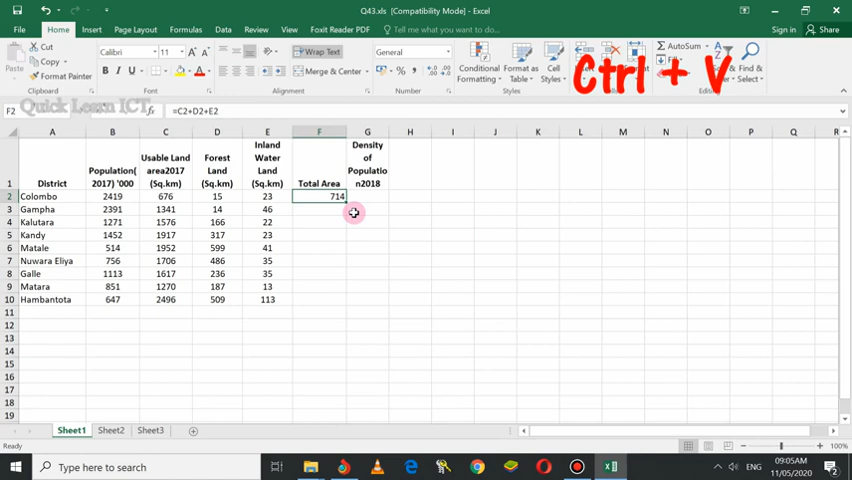 Q43.xls [Compatibility Mode] - Excel
Sign in
Share
File Home Insert Page Layout Formulas Data Review View Foxit Reader PDF Tell me what you want to do...
Cut
Copy
Format Painter
Paste
Clipboard
Calibri 11
B I U
Font
Wrap Text
Merge & Center
Alignment
General
Number
Conditional Formatting
Format as Table
Cell Styles
Styles
AutoSum
Ctrl + V
F2
=C2+D2+E2
Quick Learn ICT
A B C D E F G H I J K L M N O P Q R
1 District Population( 2017) '000 Usable Land area2017 (Sq.km) Forest Land (Sq.km) Inland Water Land (Sq.km) Total Area Density of Populatio n2018
2 Colombo 2419 676 15 23 714
3 Gampha 2391 1341 14 46
4 Kalutara 1271 1576 166 22
5 Kandy 1452 1917 317 23
6 Matale 514 1952 599 41
7 Nuwara Eliya 756 1706 486 35
8 Galle 1113 1617 236 35
9 Matara 851 1270 187 13
10 Hambantota 647 2496 509 113
11
12
13
14
15
16
17
18
19
Sheet1 Sheet2 Sheet3
Ready
100%
Type here to search
ENG
09:05AM
11/05/2020
2